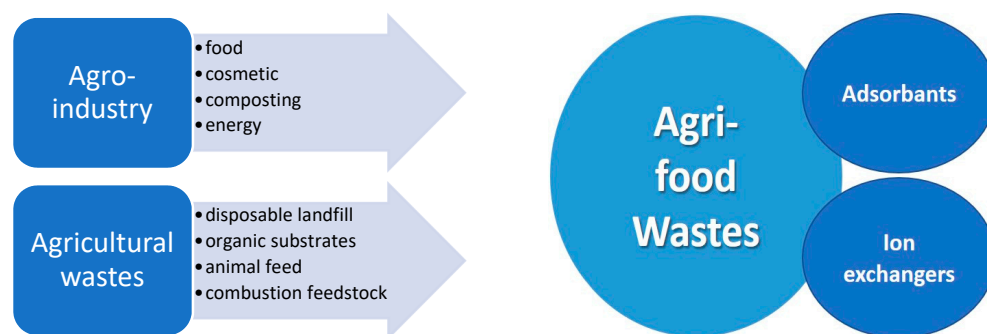 Agro-
industry
• food
• cosmetic
• composting
• energy
Agricultural
wastes
• disposable landfill
• organic substrates
• animal feed
• combustion feedstock
Agri-
food
Wastes
Adsorbants
Ion
exchangers